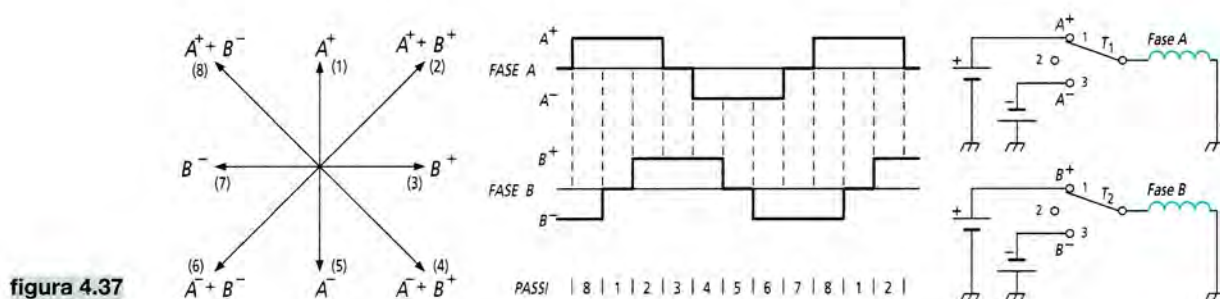 A⁺ + B⁻
(8)
A⁺
(1)
A⁺ + B⁺
(2)
B⁻
(7)
B⁺
(3)
(6)
A⁻ + B⁻
(5)
A⁻
(4)
A⁻ + B⁺
A⁺
FASE A
A⁻
B⁺
FASE B
B⁻
PASSI | 8 | 1 | 2 | 3 | 4 | 5 | 6 | 7 | 8 | 1 | 2 |
A⁺
1
T₁
Fase A
+
2
3
A⁻
−
B⁺
1
T₂
Fase B
+
2
3
B⁻
−
figura 4.37